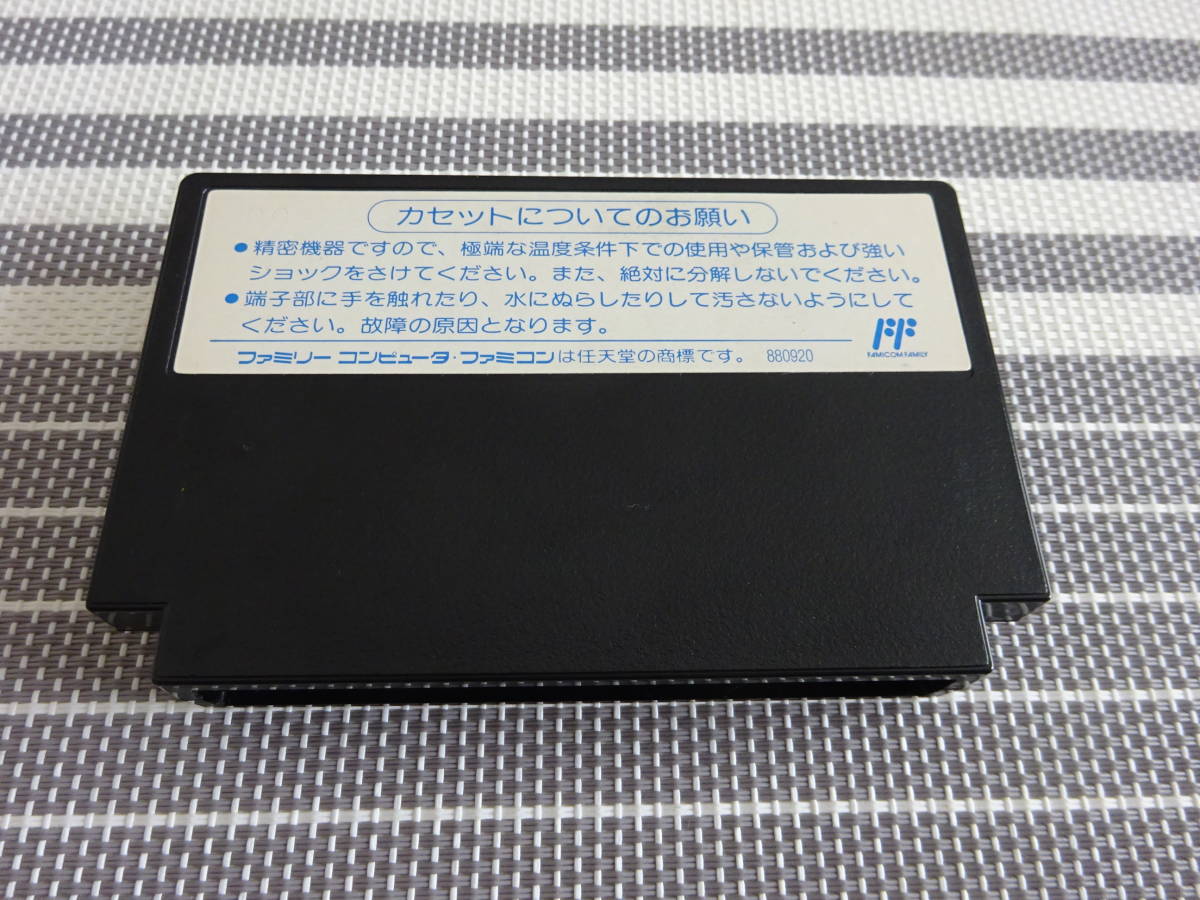 カセットについてのお願い
●精密機器ですので、極端な温度条件下での使用や保管および強い
ショックをさけてください。また、絶対に分解しないでください。
●端子部に手を触れたり、水にぬらしたりして汚さないようにして
ください。故障の原因となります。
FF
FAMICOM FAMILY
ファミリー コンピュータ・ファミコンは任天堂の商標です。 880920